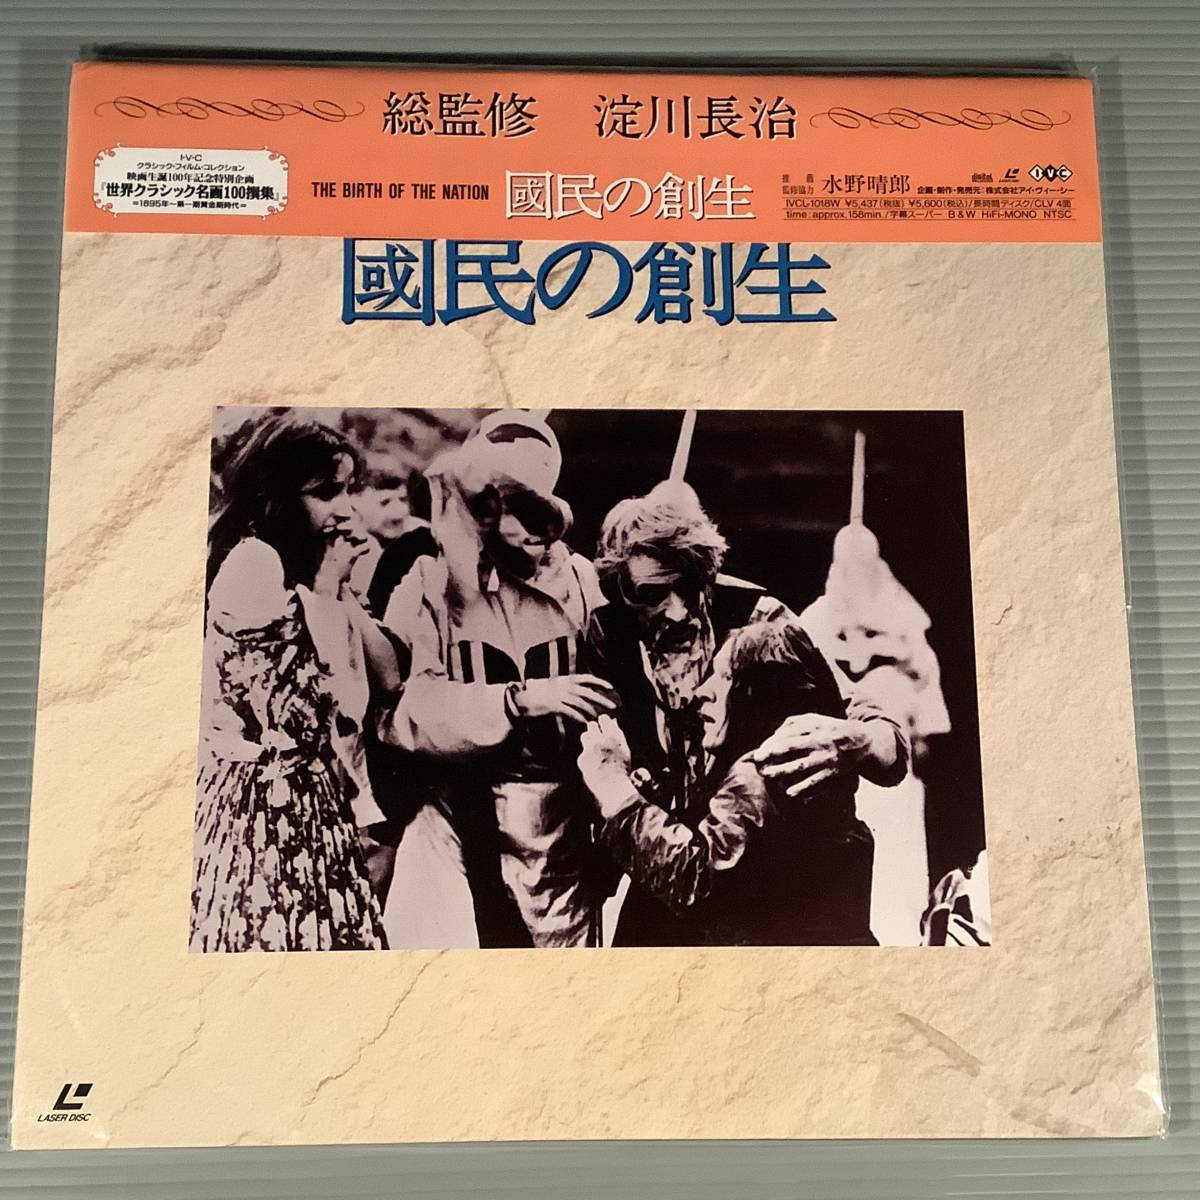 総監修 淀川長治
I・V・C
クラシック・フィルム・コレクション
映画生誕100年記念特別企画
『世界クラシック名画100撰集』
=1895年〜第一期黄金期時代=
THE BIRTH OF THE NATION 國民の創生
推薦
監修協力 水野晴郎
digital LaserDisc IVC
企画・制作・発売元：株式会社アイ・ヴィー・シー
IVCL-1018W ¥5,437(税抜) ¥5,600(税込)/長時間ディスク/CLV 4面
time:approx.158min./字幕スーパー B&W HiFi-MONO NTSC
國民の創生
LASER DISC